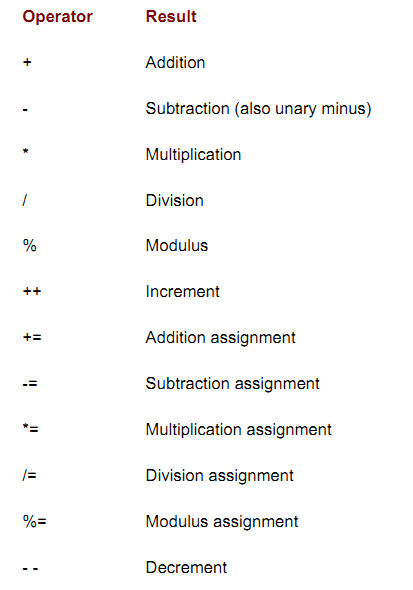 Operator Result
+ Addition
- Subtraction (also unary minus)
* Multiplication
/ Division
% Modulus
++ Increment
+= Addition assignment
-= Subtraction assignment
*= Multiplication assignment
/= Division assignment
%= Modulus assignment
- - Decrement